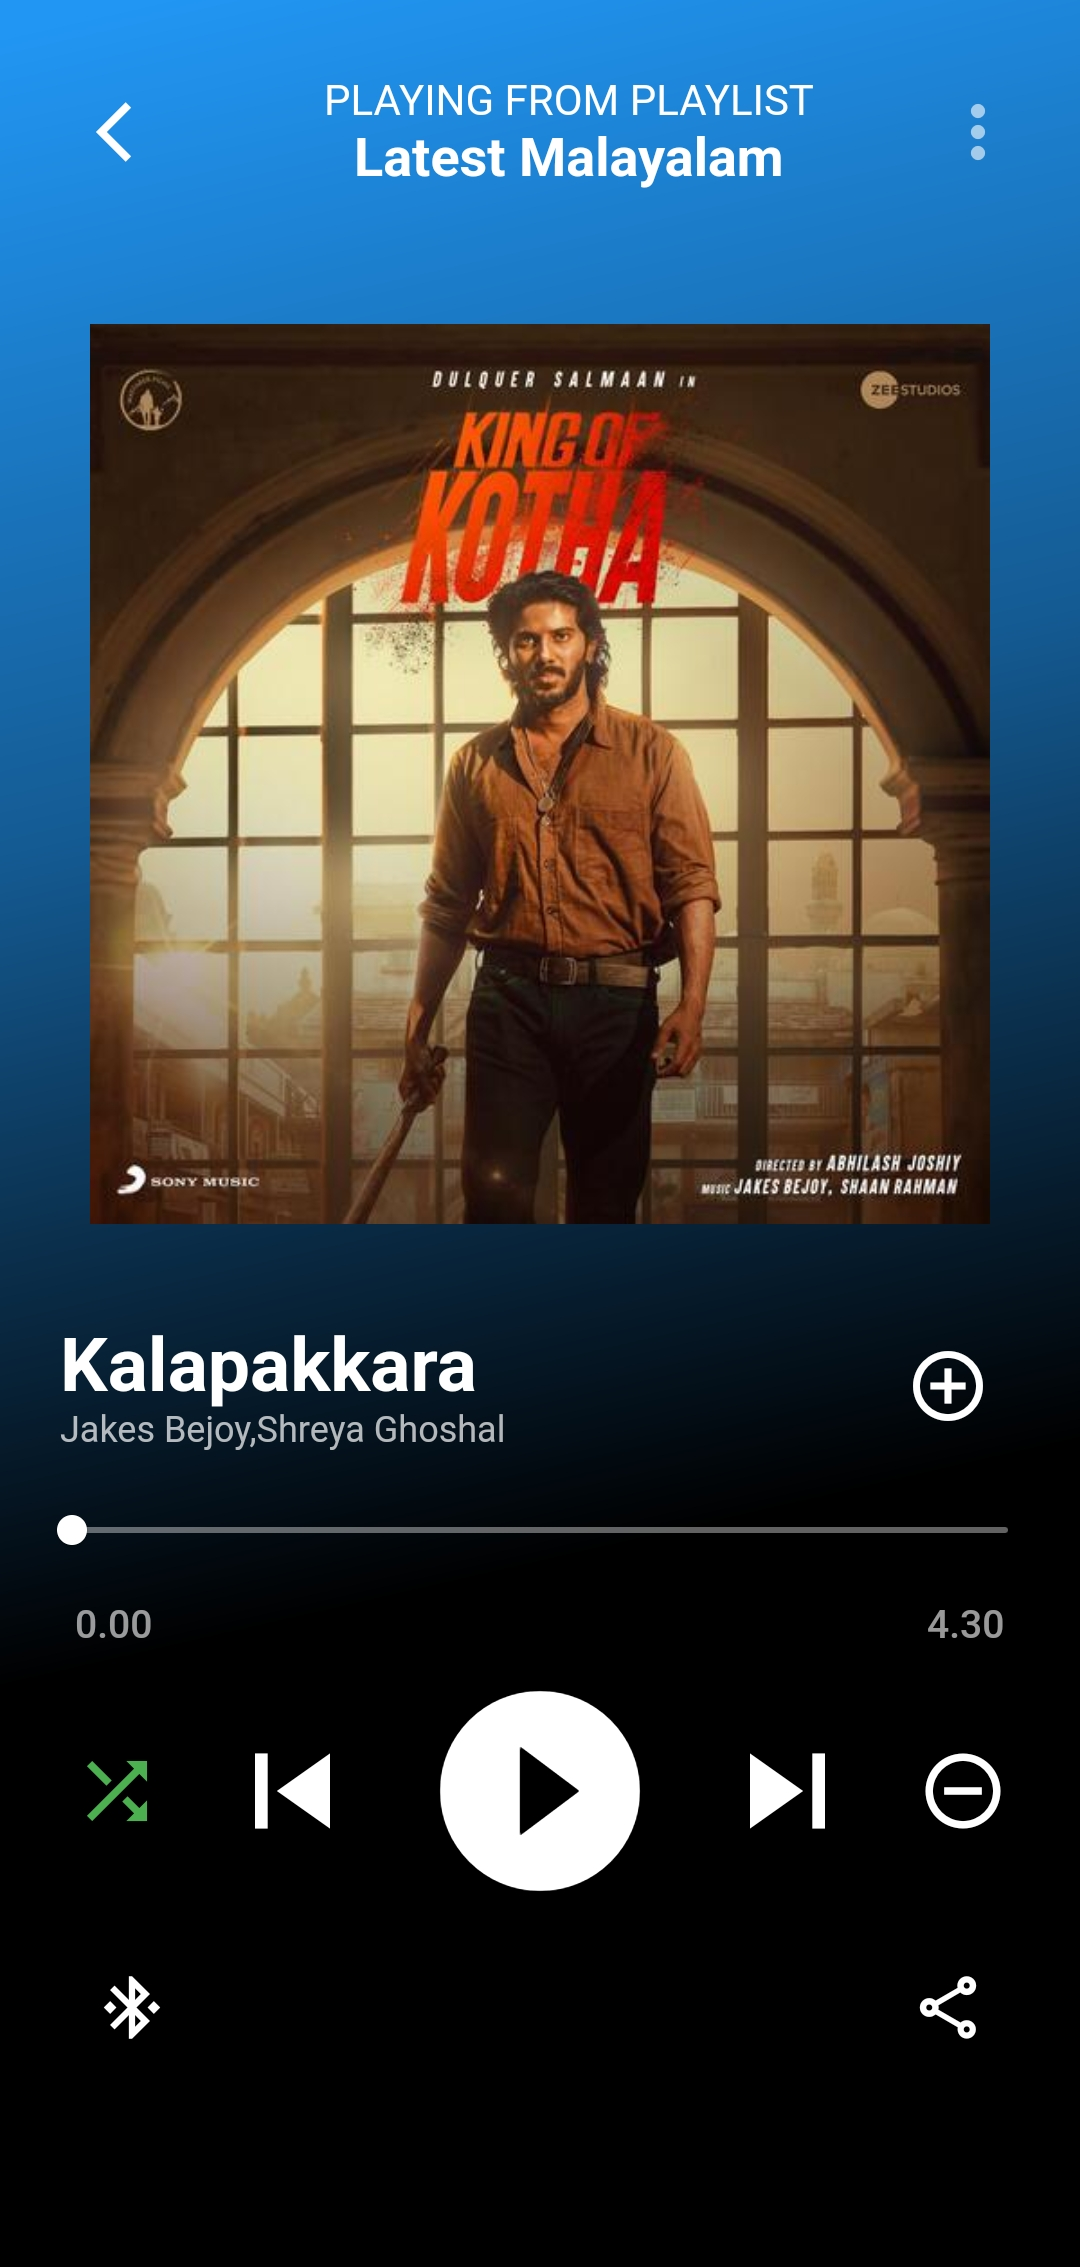 PLAYING FROM PLAYLIST
Latest Malayalam
DULQUER SALMAAN IN
ZEE STUDIOS
KING OF
KOTHA
SONY MUSIC
DIRECTED BY ABHILASH JOSHIY
MUSIC JAKES BEJOY, SHAAN RAHMAN
Kalapakkara
Jakes Bejoy,Shreya Ghoshal
0.00
4.30